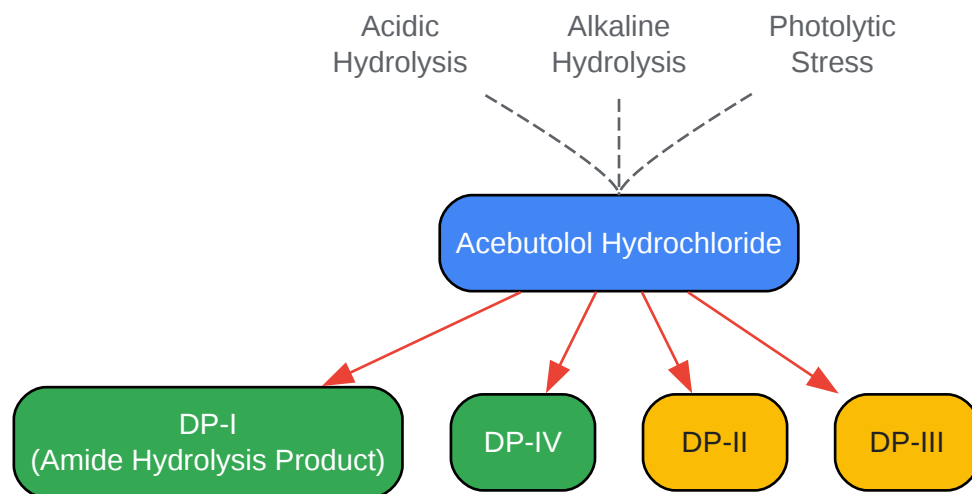 Acidic
Hydrolysis
Alkaline
Hydrolysis
Photolytic
Stress
Acebutolol Hydrochloride
DP-I
(Amide Hydrolysis Product)
DP-IV
DP-II
DP-III